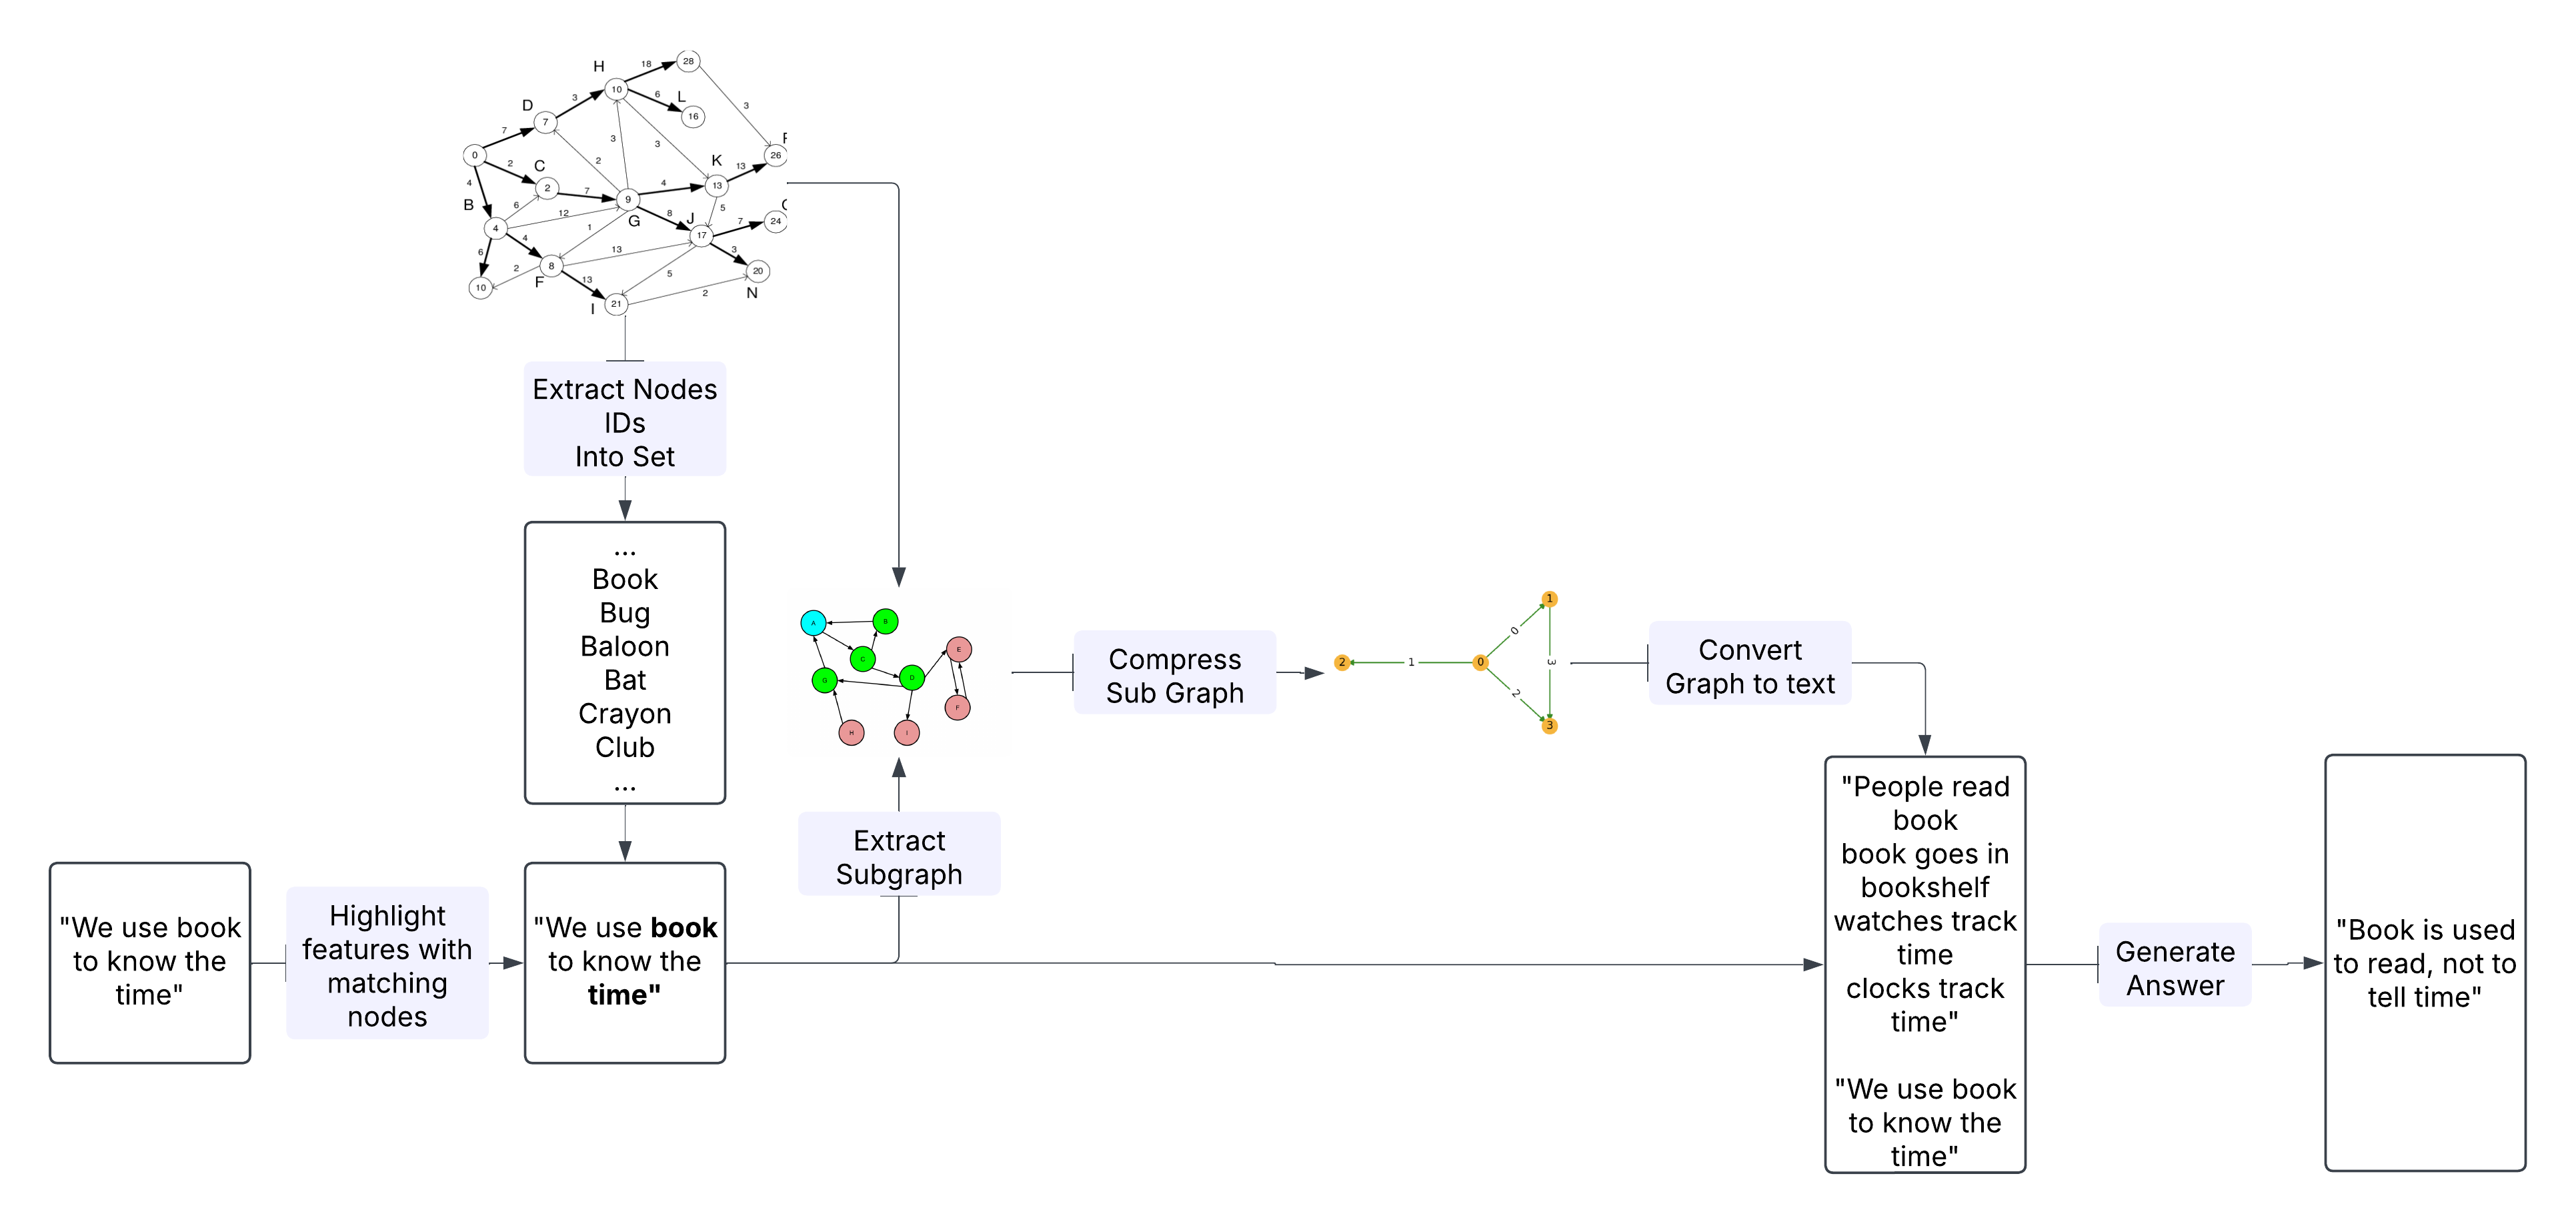 H
18
28
3
D
3
10
6
L
16
7
7
3
3
26
0
2
C
2
K
13
4
2
7
9
4
13
B
6
12
G
8
J
5
7
24
4
4
1
17
3
6
2
8
13
5
20
10
F
13
I
21
2
N
Extract Nodes
IDs
Into Set
...
Book
Bug
Baloon
Bat
Crayon
Club
...
"We use book
to know the
time"
Highlight
features with
matching
nodes
"We use book
to know the
time"
A
B
C
D
E
G
F
H
I
Extract
Subgraph
Compress
Sub Graph
1
0
2
1
0
3
2
3
Convert
Graph to text
"People read
book
book goes in
bookshelf
watches track
time
clocks track
time"
"We use book
to know the
time"
Generate
Answer
"Book is used
to read, not to
tell time"